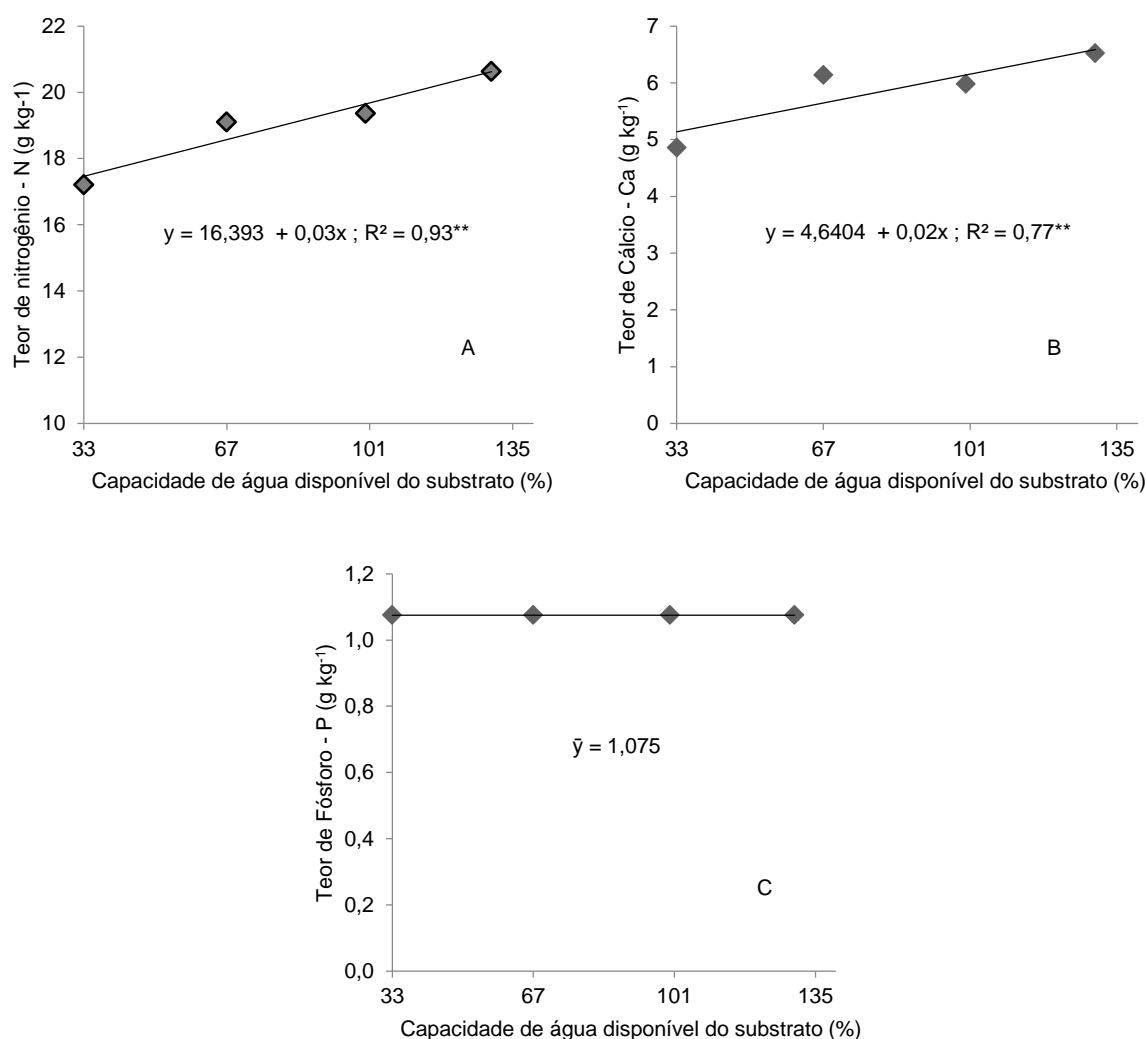 22
20
18
16
14
12
10
Teor de nitrogênio - N (g kg-1)
y = 16,393 + 0,03x ; R² = 0,93**
A
33 67 101 135
Capacidade de água disponível do substrato (%)
7
6
5
4
3
2
1
0
Teor de Cálcio - Ca (g kg⁻¹)
y = 4,6404 + 0,02x ; R² = 0,77**
B
33 67 101 135
Capacidade de água disponível do substrato (%)
1,2
1,0
0,8
0,6
0,4
0,2
0,0
Teor de Fósforo - P (g kg⁻¹)
ȳ = 1,075
C
33 67 101 135
Capacidade de água disponível do substrato (%)